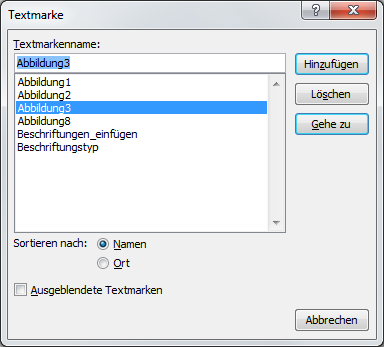 Textmarke
Textmarkenname:
Abbildung3
Hinzufügen
Abbildung1
Abbildung2
Abbildung3
Abbildung8
Beschriftungen_einfügen
Beschriftungstyp
Löschen
Gehe zu
Sortieren nach:
Namen
Ort
Ausgeblendete Textmarken
Abbrechen